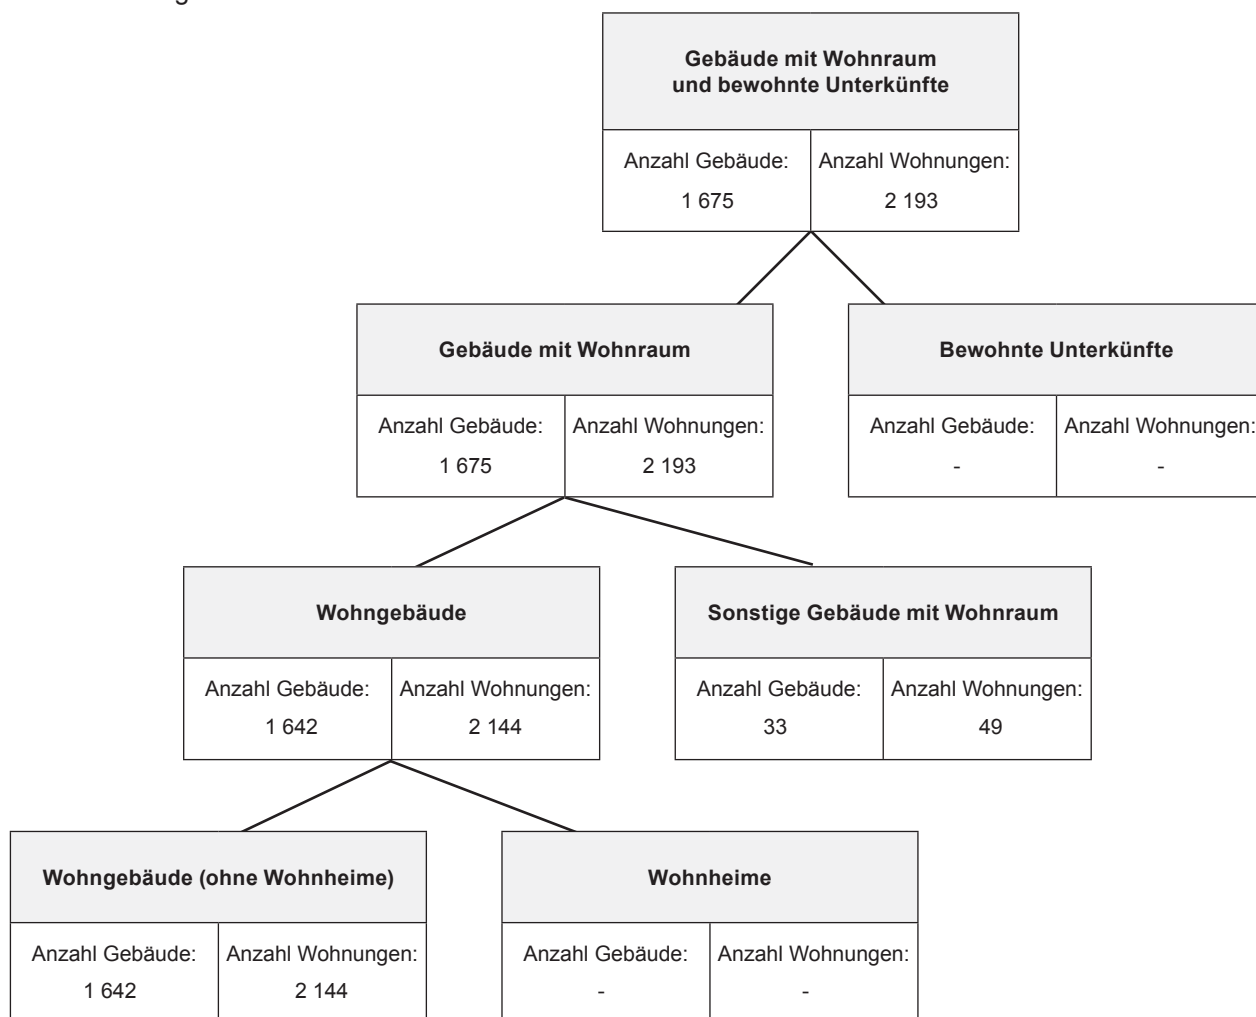 Gebäude mit Wohnraum
und bewohnte Unterkünfte
Anzahl Gebäude:
Anzahl Wohnungen:
1 675
2 193
Gebäude mit Wohnraum
Anzahl Gebäude:
Anzahl Wohnungen:
1 675
2 193
Bewohnte Unterkünfte
Anzahl Gebäude:
Anzahl Wohnungen:
-
-
Wohngebäude
Anzahl Gebäude:
Anzahl Wohnungen:
1 642
2 144
Sonstige Gebäude mit Wohnraum
Anzahl Gebäude:
Anzahl Wohnungen:
33
49
Wohngebäude (ohne Wohnheime)
Anzahl Gebäude:
Anzahl Wohnungen:
1 642
2 144
Wohnheime
Anzahl Gebäude:
Anzahl Wohnungen:
-
-